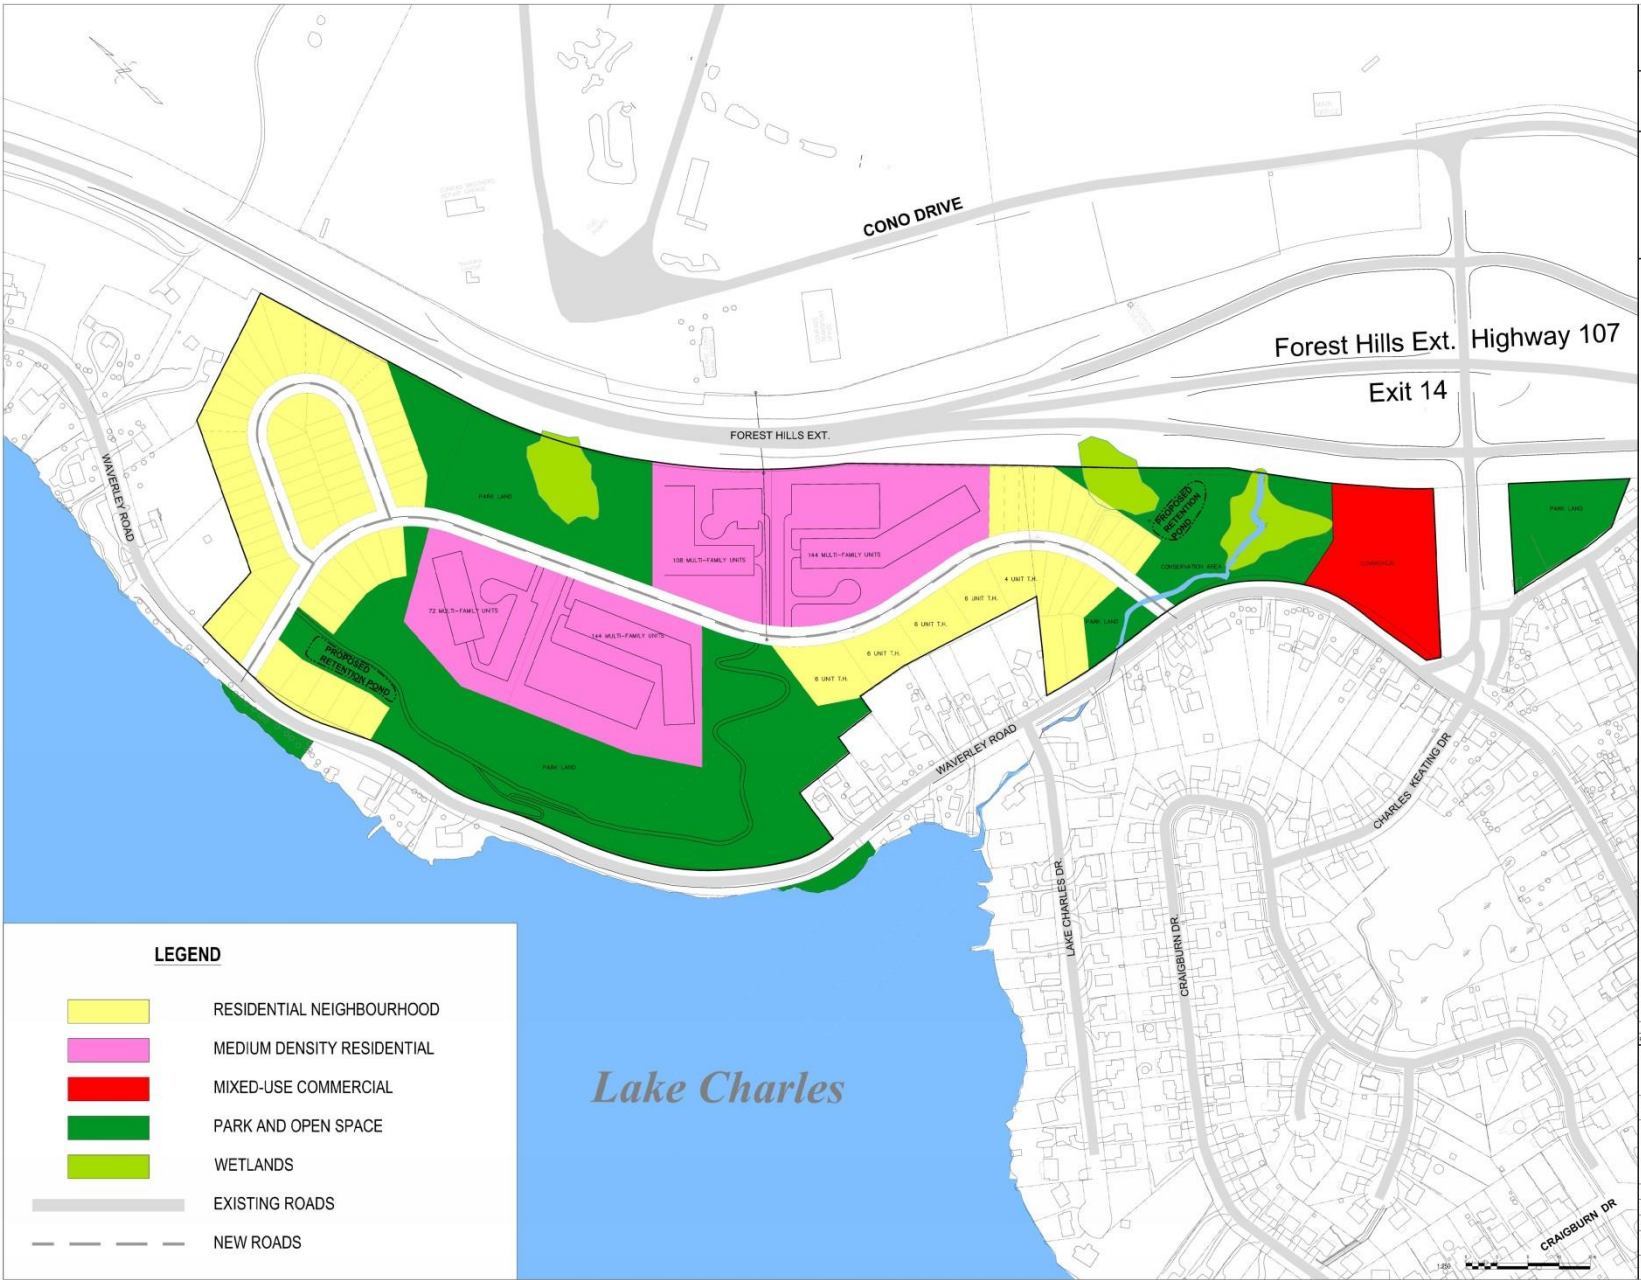 MAIN
OFFICE
CONO DRIVE
Forest Hills Ext. Highway 107
Exit 14
FOREST HILLS EXT.
WAVERLEY ROAD
PARK LAND
PROPOSED
RETENTION
POND
PARK LAND
108 MULTI-FAMILY UNITS
144 MULTI-FAMILY UNITS
CONSERVATION AREA
COMMERCIAL
4 UNIT T.H.
6 UNIT T.H.
6 UNIT T.H.
6 UNIT T.H.
6 UNIT T.H.
72 MULTI-FAMILY UNITS
144 MULTI-FAMILY UNITS
PARK LAND
PROPOSED
RETENTION POND
PARK LAND
WAVERLEY ROAD
CHARLES KEATING DR
LAKE CHARLES DR.
CRAIGBURN DR.
Lake Charles
CRAIGBURN DR
LEGEND
RESIDENTIAL NEIGHBOURHOOD
MEDIUM DENSITY RESIDENTIAL
MIXED-USE COMMERCIAL
PARK AND OPEN SPACE
WETLANDS
EXISTING ROADS
NEW ROADS